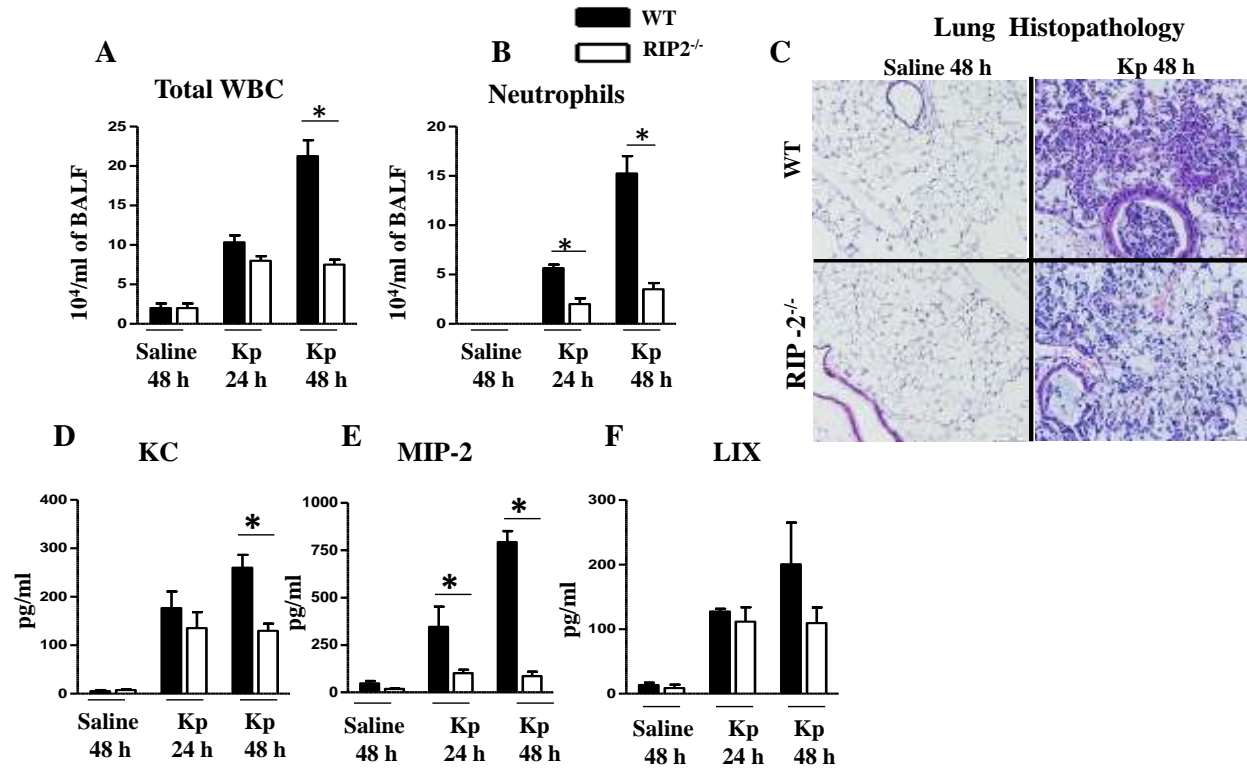 WT
RIP2-/-
A
Total WBC
10⁴/ml of BALF
25
20
15
10
5
0
*
Saline
48 h
Kp
24 h
Kp
48 h
B
Neutrophils
10⁴/ml of BALF
20
15
10
5
0
*
*
Saline
48 h
Kp
24 h
Kp
48 h
C
Lung Histopathology
Saline 48 h
Kp 48 h
WT
RIP -2-/-
D
KC
pg/ml
400
300
200
100
0
*
Saline
48 h
Kp
24 h
Kp
48 h
E
MIP-2
pg/ml
1000
750
500
250
0
*
*
Saline
48 h
Kp
24 h
Kp
48 h
F
LIX
pg/ml
300
200
100
0
Saline
48 h
Kp
24 h
Kp
48 h